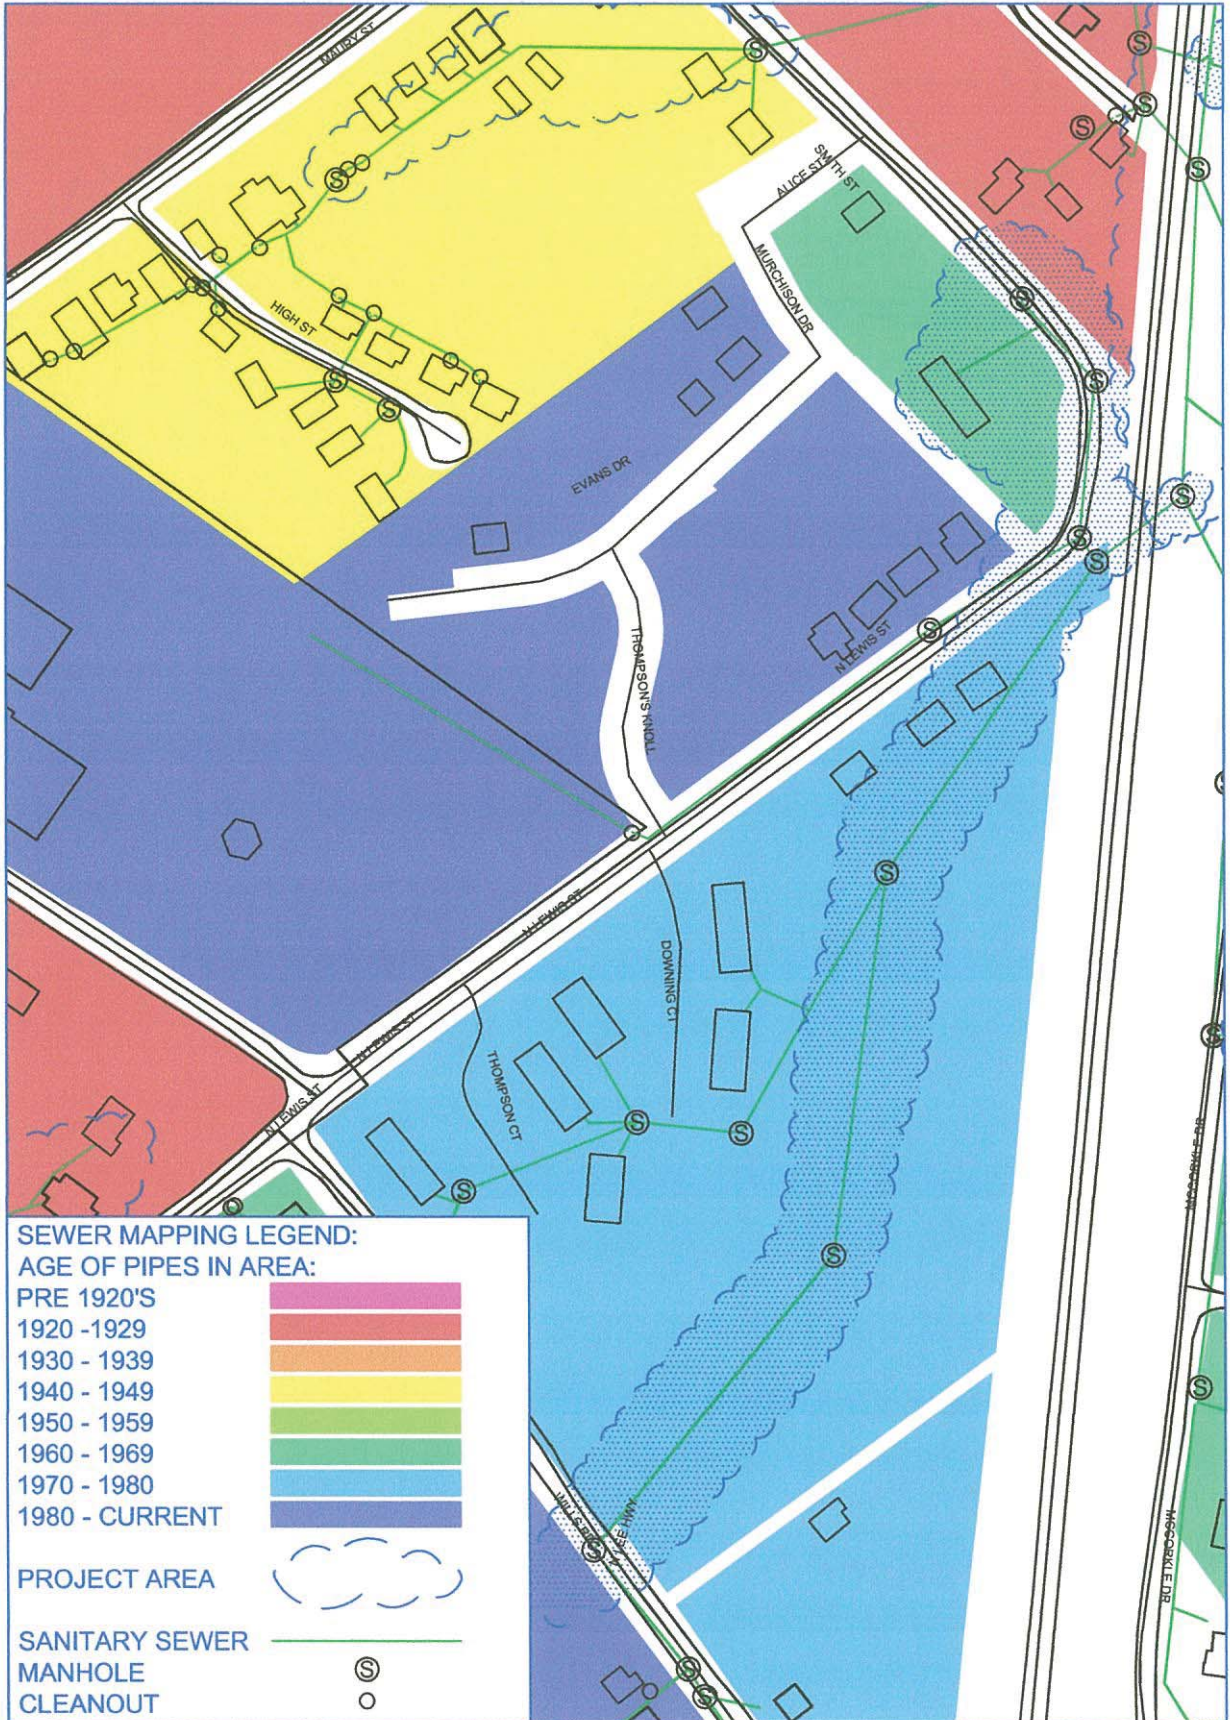 MAURY ST
SMITH ST
ALICE ST
MURCHISON DR
HIGH ST
EVANS DR
THOMPSON'S KNOLL
N LEWIS ST
N LEWIS ST
DOWNING CT
N LEWIS ST
THOMPSON CT
N LEWIS ST
MCCORKLE DR
HWY
MCCORKLE DR
SEWER MAPPING LEGEND:
AGE OF PIPES IN AREA:
PRE 1920'S
1920 -1929
1930 - 1939
1940 - 1949
1950 - 1959
1960 - 1969
1970 - 1980
1980 - CURRENT
PROJECT AREA
SANITARY SEWER
MANHOLE
S
CLEANOUT